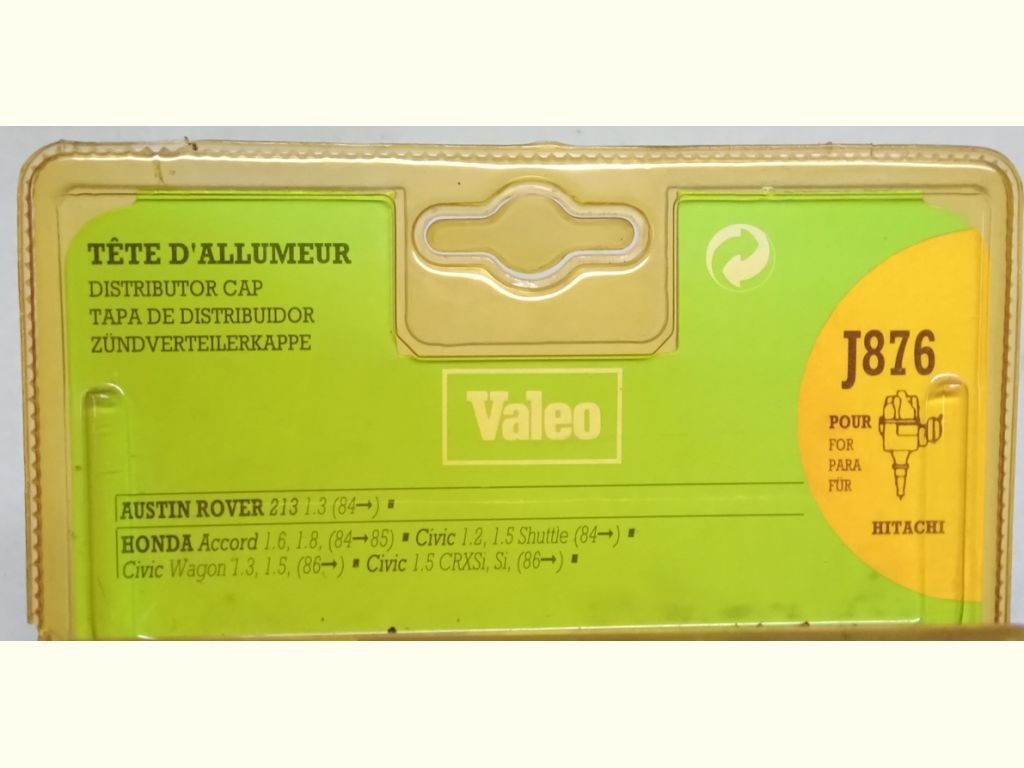 TÊTE D'ALLUMEUR
DISTRIBUTOR CAP
TAPA DE DISTRIBUIDOR
ZÜNDVERTEILERKAPPE
Valeo
J876
POUR
FOR
PARA
FÜR
HITACHI
AUSTIN ROVER 213 1.3 (84→) ▪
HONDA Accord 1.6, 1.8, (84→85) ▪ Civic 1.2, 1.5 Shuttle (84→) ▪
Civic Wagon 1.3, 1.5, (86→) ▪ Civic 1.5 CRXSi, Si, (86→) ▪